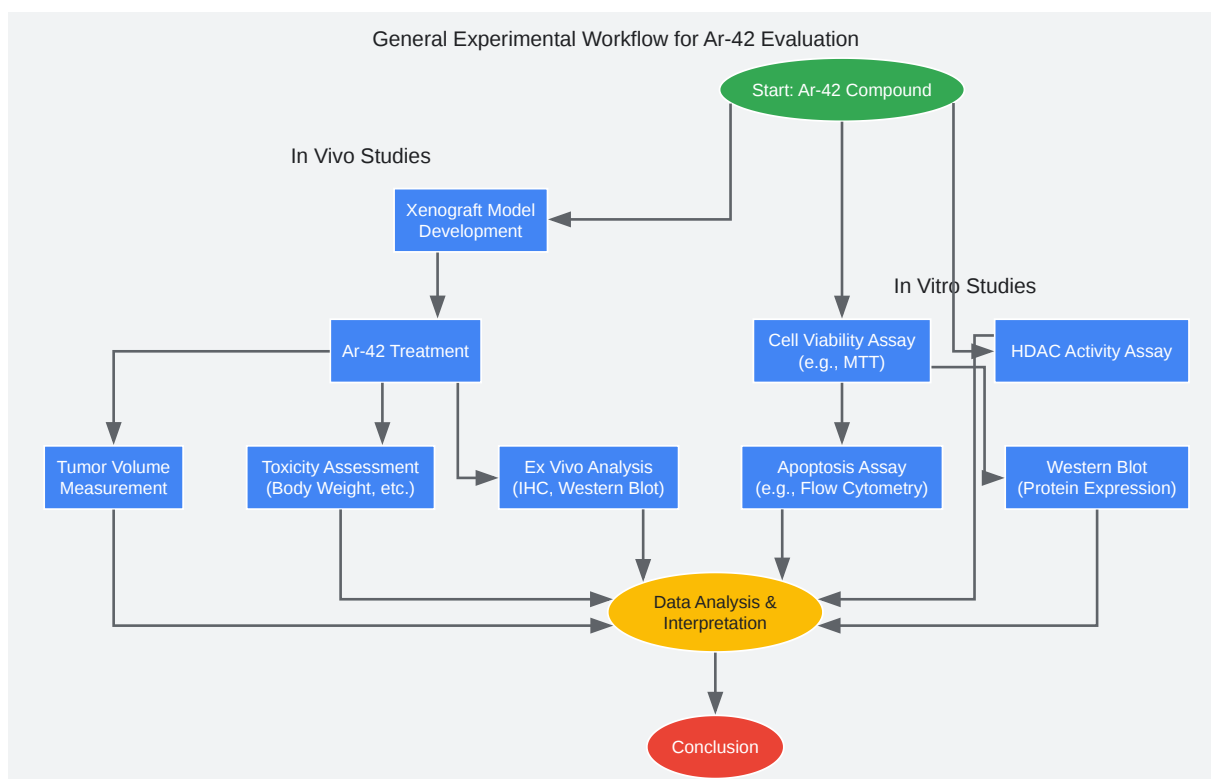 General Experimental Workflow for Ar-42 Evaluation
Start: Ar-42 Compound
In Vivo Studies
Xenograft Model
Development
In Vitro Studies
Ar-42 Treatment
Cell Viability Assay
(e.g., MTT)
HDAC Activity Assay
Tumor Volume
Measurement
Toxicity Assessment
(Body Weight, etc.)
Ex Vivo Analysis
(IHC, Western Blot)
Apoptosis Assay
(e.g., Flow Cytometry)
Western Blot
(Protein Expression)
Data Analysis &
Interpretation
Conclusion